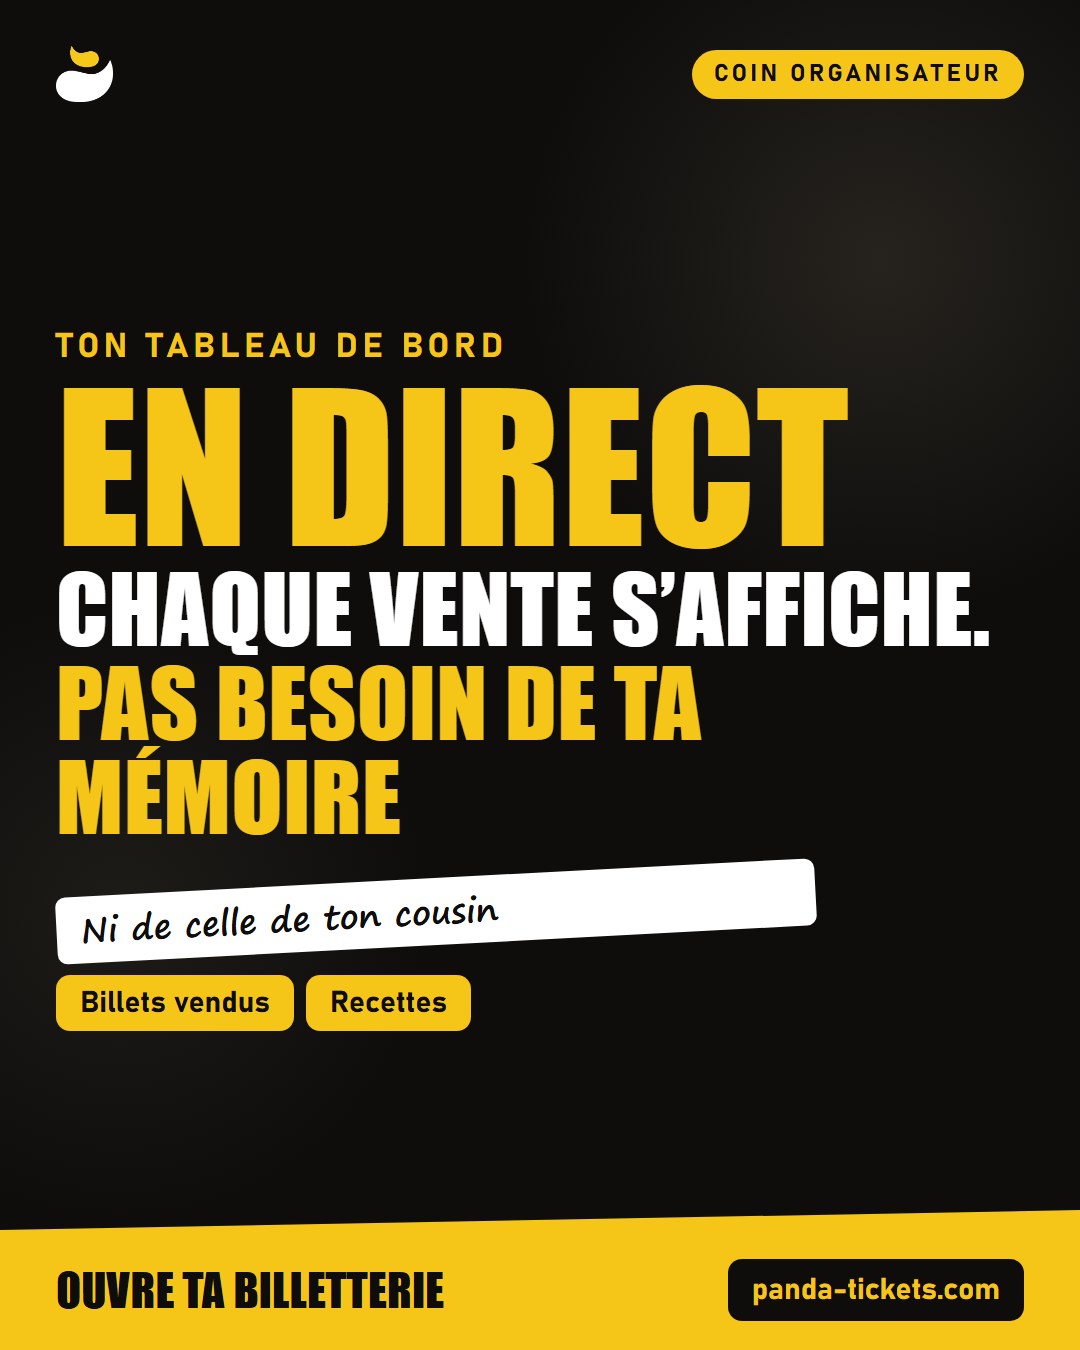 COIN ORGANISATEUR
TON TABLEAU DE BORD
EN DIRECT
CHAQUE VENTE S’AFFICHE.
PAS BESOIN DE TA
MÉMOIRE
Ni de celle de ton cousin
Billets vendus
Recettes
OUVRE TA BILLETTERIE
panda-tickets.com